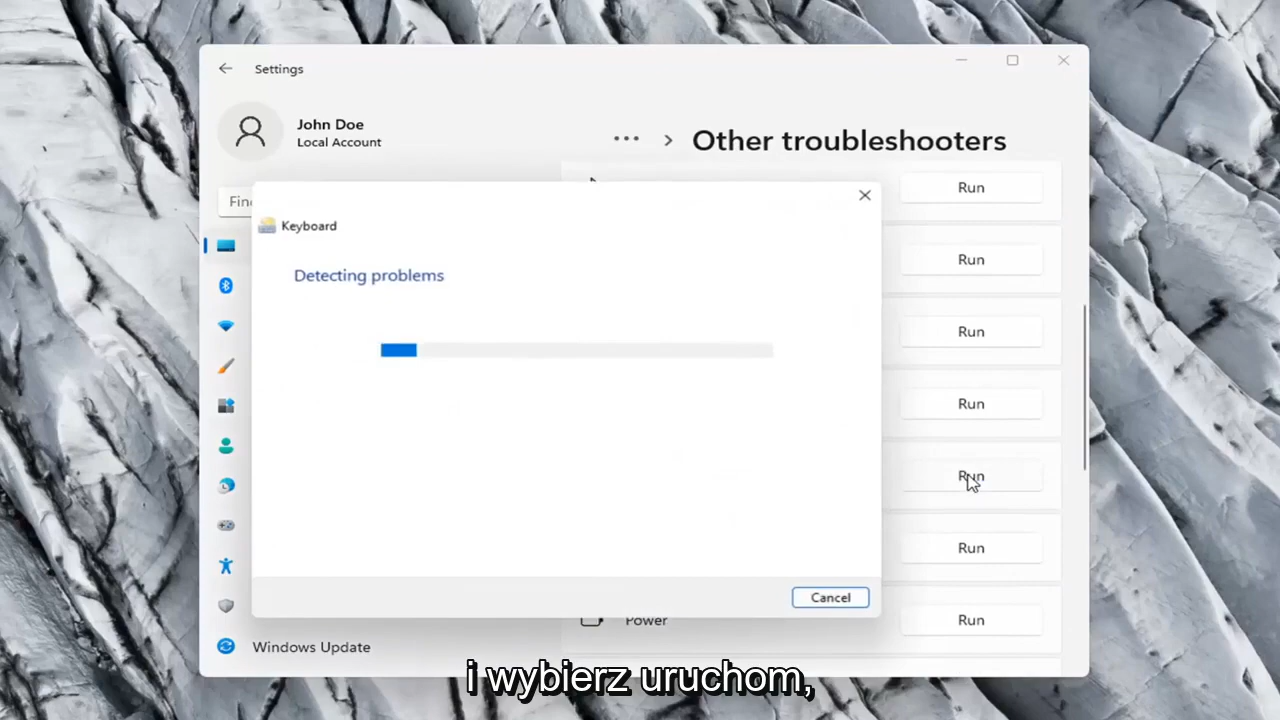 Settings
John Doe
Local Account
... > Other troubleshooters
Run
Keyboard
Detecting problems
Run
Run
Run
Run
Run
Cancel
Power
Run
Windows Update
i wybierz uruchom,